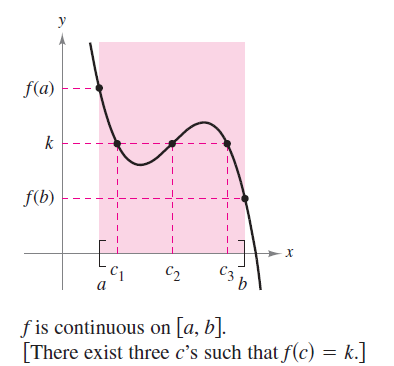 y
f(a)
k
f(b)
x
a
c₁
c₂
c₃
b
f is continuous on [a, b].
[There exist three c's such that f(c) = k.]